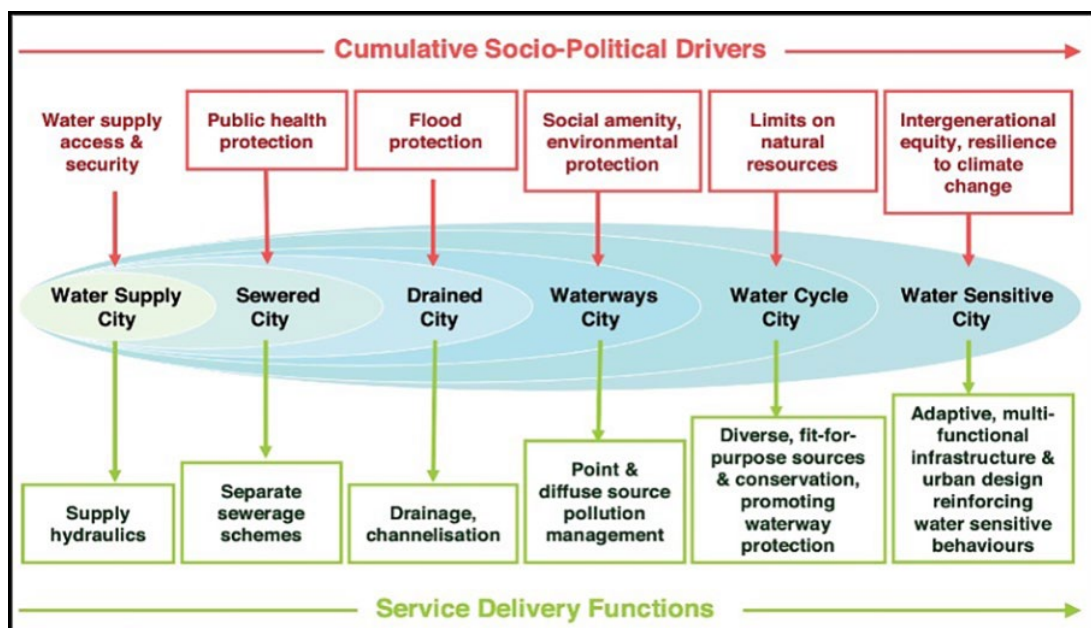 Cumulative Socio-Political Drivers
Water supply
access &
security
Public health
protection
Flood
protection
Social amenity,
environmental
protection
Limits on
natural
resources
Intergenerational
equity, resilience
to climate
change
Water Supply
City
Sewered
City
Drained
City
Waterways
City
Water Cycle
City
Water Sensitive
City
Supply
hydraulics
Separate
sewerage
schemes
Drainage,
channelisation
Point &
diffuse source
pollution
management
Diverse, fit-for-
purpose sources
& conservation,
promoting
waterway
protection
Adaptive, multi-
functional
infrastructure &
urban design
reinforcing
water sensitive
behaviours
Service Delivery Functions